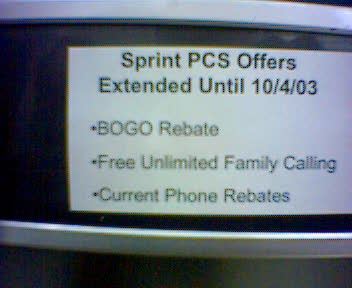 Sprint PCS Offers
Extended Until 10/4/03
•BOGO Rebate
•Free Unlimited Family Calling
•Current Phone Rebates